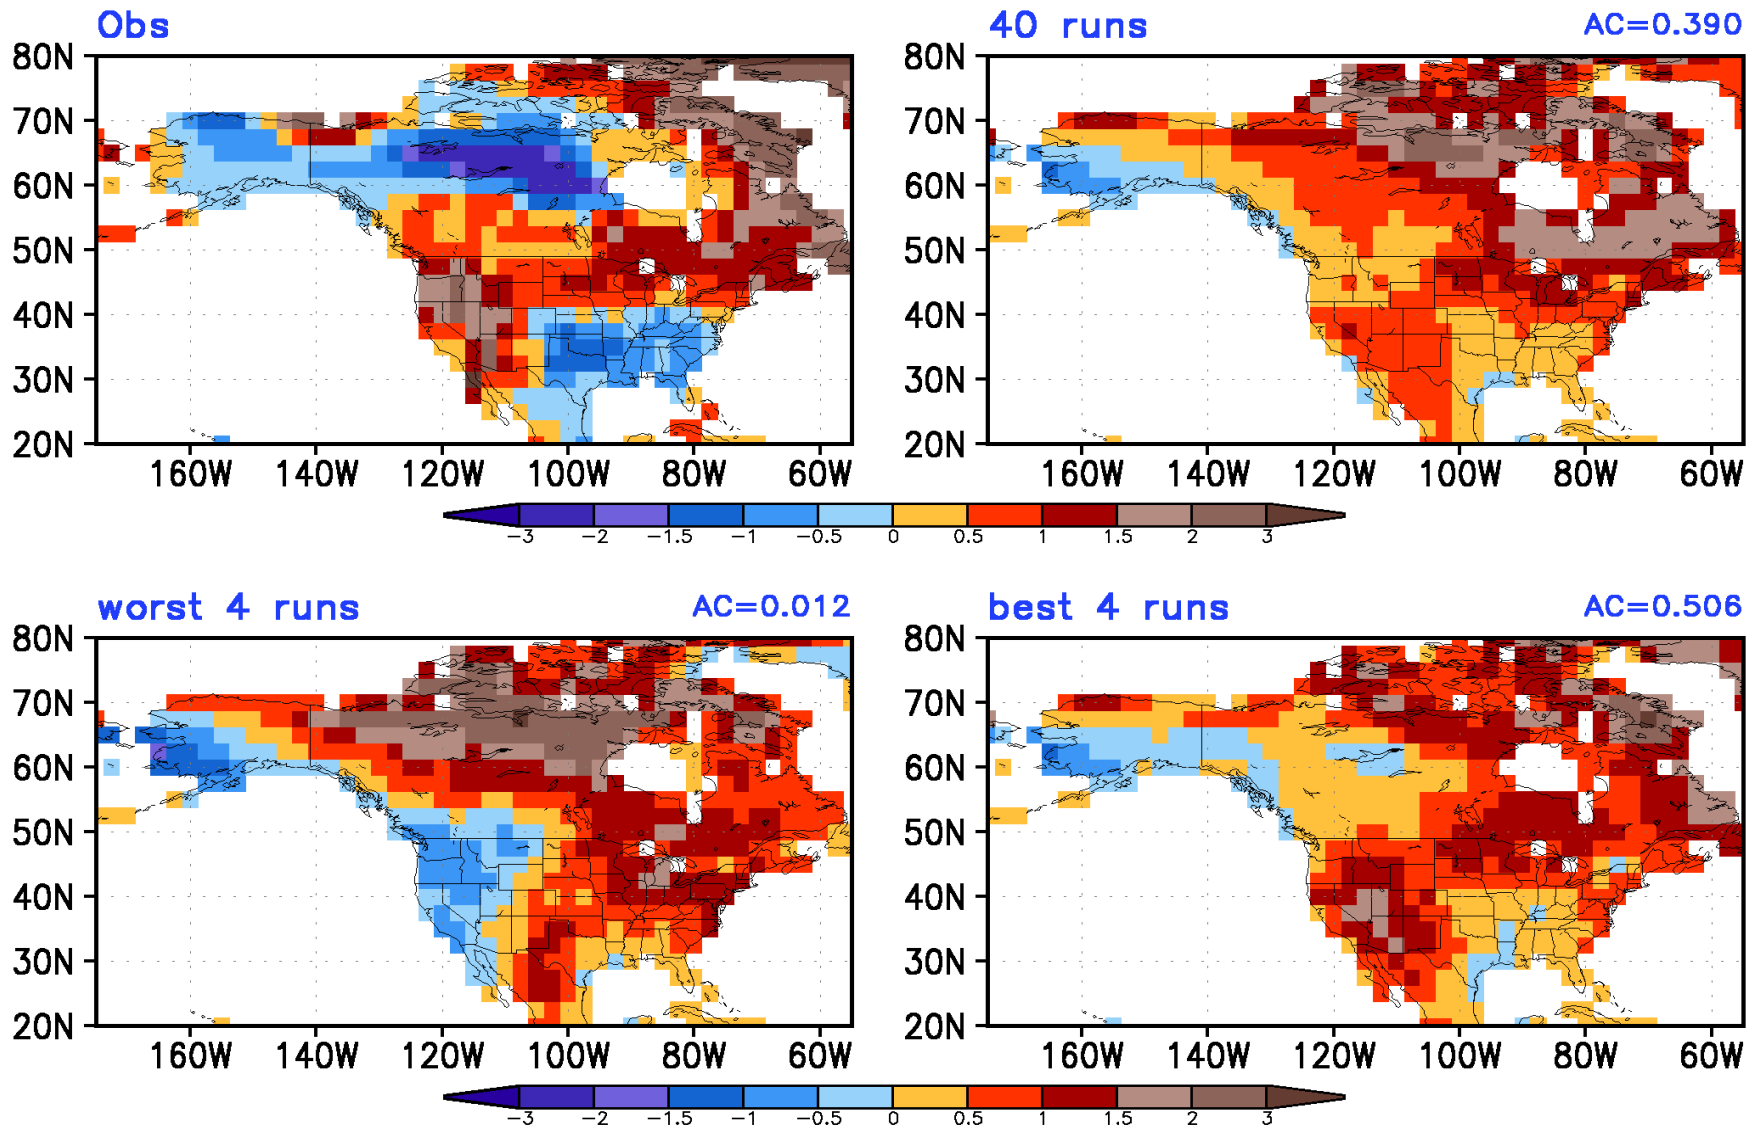 Obs
40 runs AC=0.390
80N 80N
70N 70N
60N 60N
50N 50N
40N 40N
30N 30N
20N 20N
160W 140W 120W 100W 80W 60W 160W 140W 120W 100W 80W 60W
-3 -2 -1.5 -1 -0.5 0 0.5 1 1.5 2 3
worst 4 runs AC=0.012
best 4 runs AC=0.506
80N 80N
70N 70N
60N 60N
50N 50N
40N 40N
30N 30N
20N 20N
160W 140W 120W 100W 80W 60W 160W 140W 120W 100W 80W 60W
-3 -2 -1.5 -1 -0.5 0 0.5 1 1.5 2 3